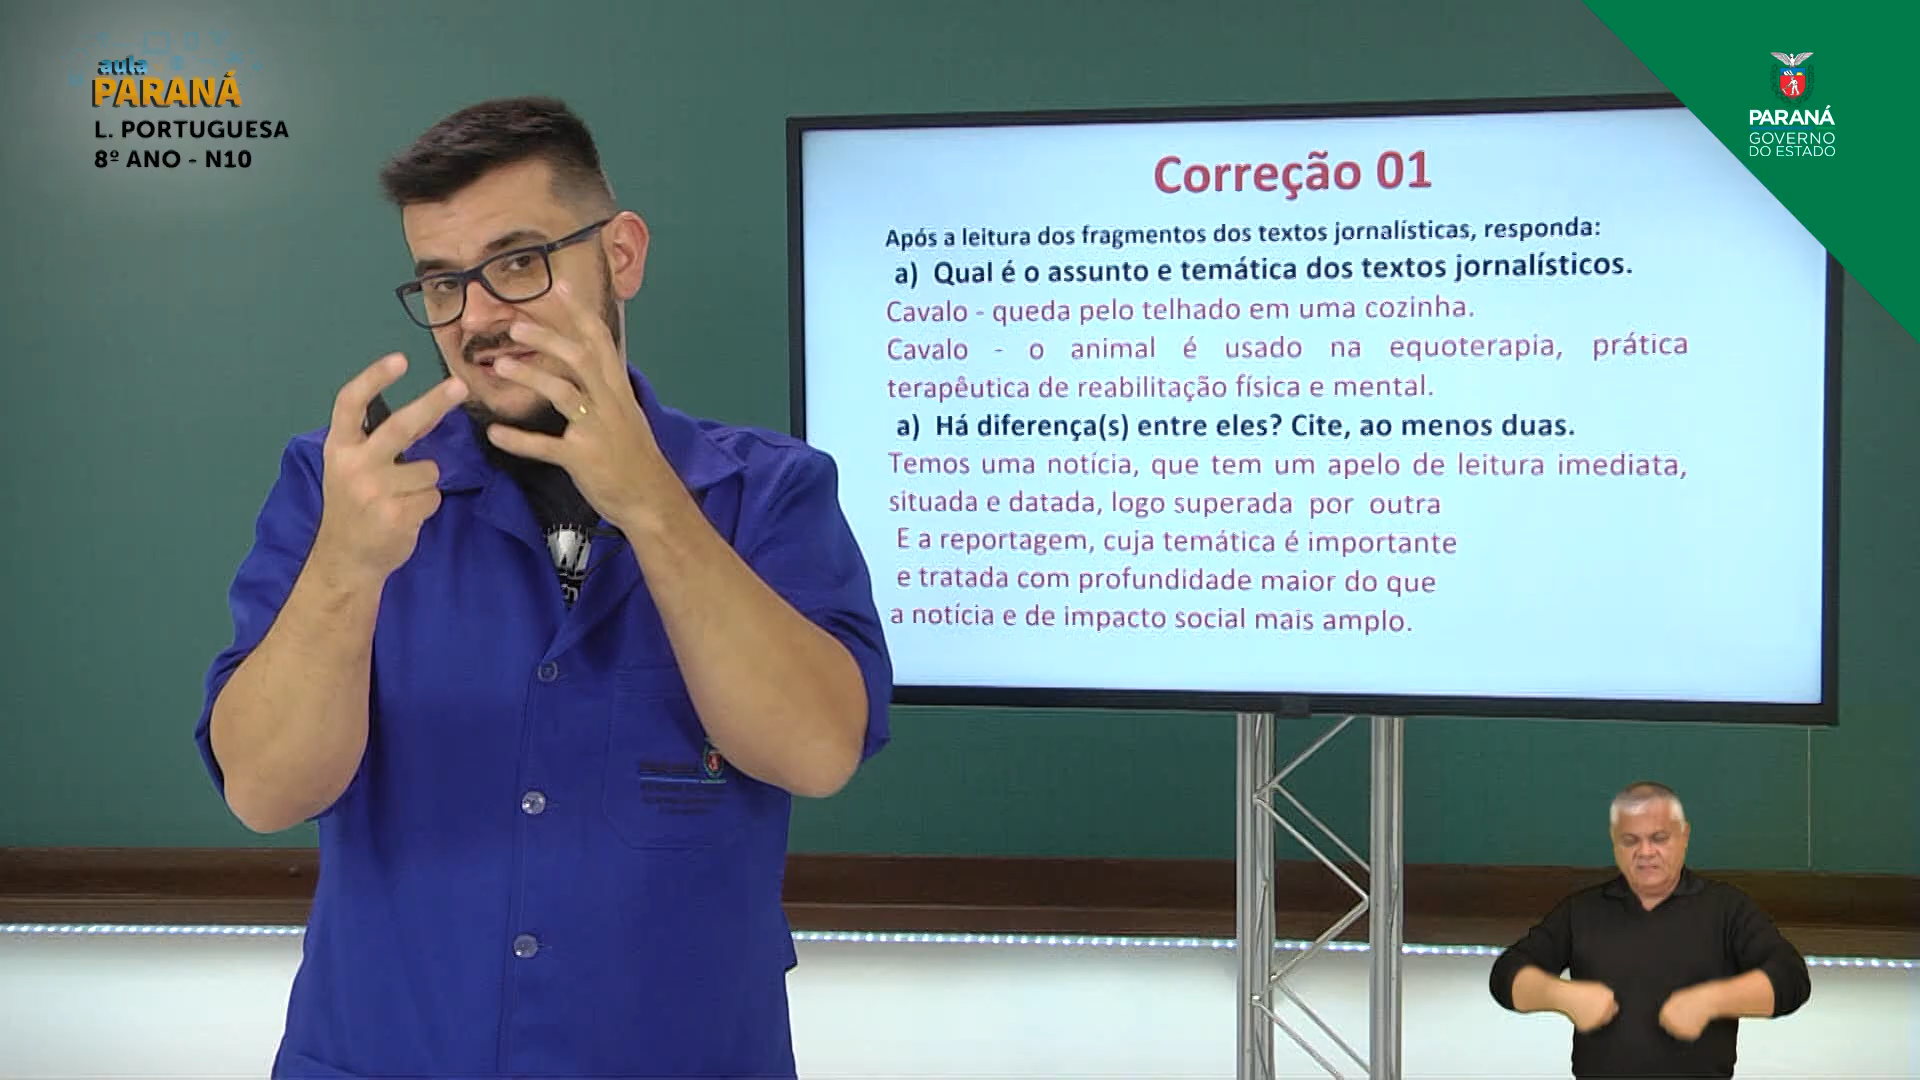 aula
PARANÁ
L. PORTUGUESA
8º ANO - N10
PARANÁ
GOVERNO
DO ESTADO
Correção 01
Após a leitura dos fragmentos dos textos jornalísticas, responda:
a) Qual é o assunto e temática dos textos jornalísticos.
Cavalo - queda pelo telhado em uma cozinha.
Cavalo - o animal é usado na equoterapia, prática
terapêutica de reabilitação física e mental.
a) Há diferença(s) entre eles? Cite, ao menos duas.
Temos uma notícia, que tem um apelo de leitura imediata,
situada e datada, logo superada por outra
E a reportagem, cuja temática é importante
e tratada com profundidade maior do que
a notícia e de impacto social mais amplo.